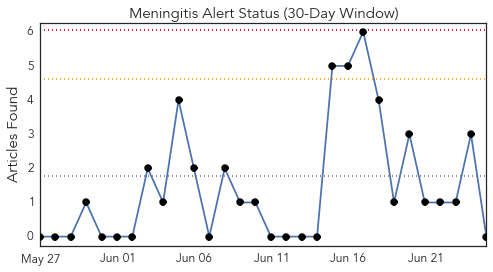 Meningitis Alert Status (30-Day Window)
Articles Found
6
5
4
3
2
1
0
May 27
Jun 01
Jun 06
Jun 11
Jun 16
Jun 21